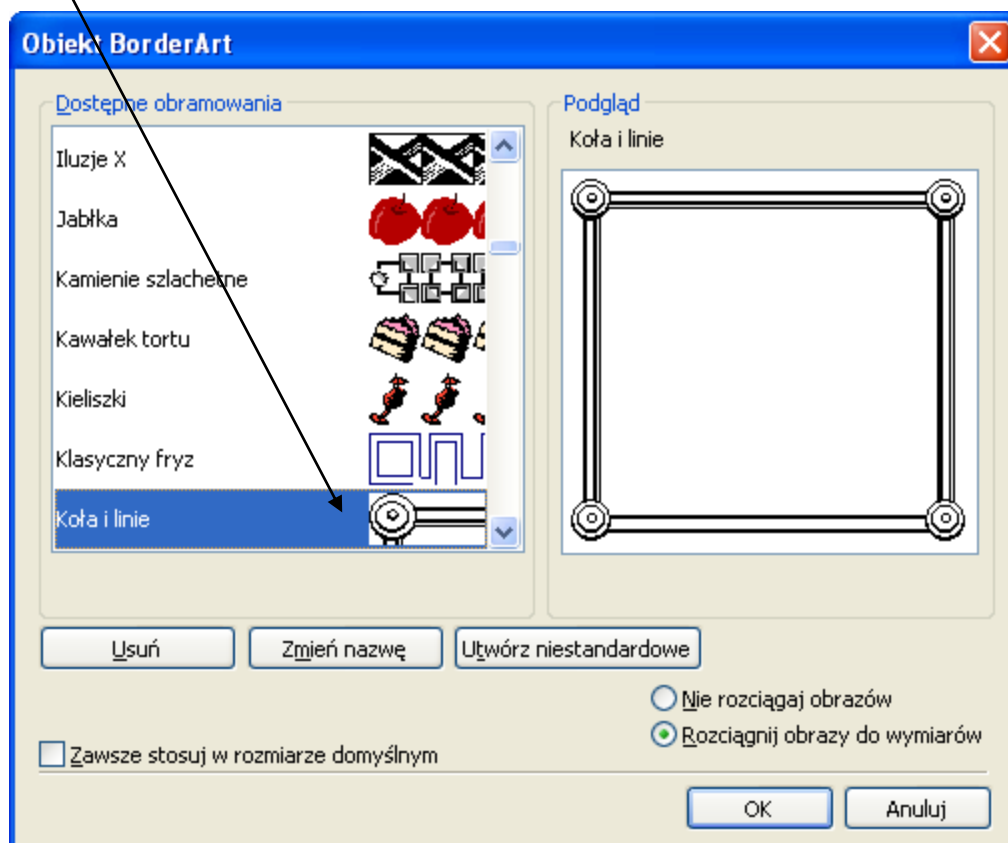 Obiekt BorderArt
Dostępne obramowania
Iluzje X
Jabłka
Kamienie szlachetne
Kawałek tortu
Kieliszki
Klasyczny fryz
Koła i linie
Podgląd
Koła i linie
Usuń
Zmień nazwę
Utwórz niestandardowe
Nie rozciągaj obrazów
Rozciągnij obrazy do wymiarów
Zawsze stosuj w rozmiarze domyślnym
OK
Anuluj